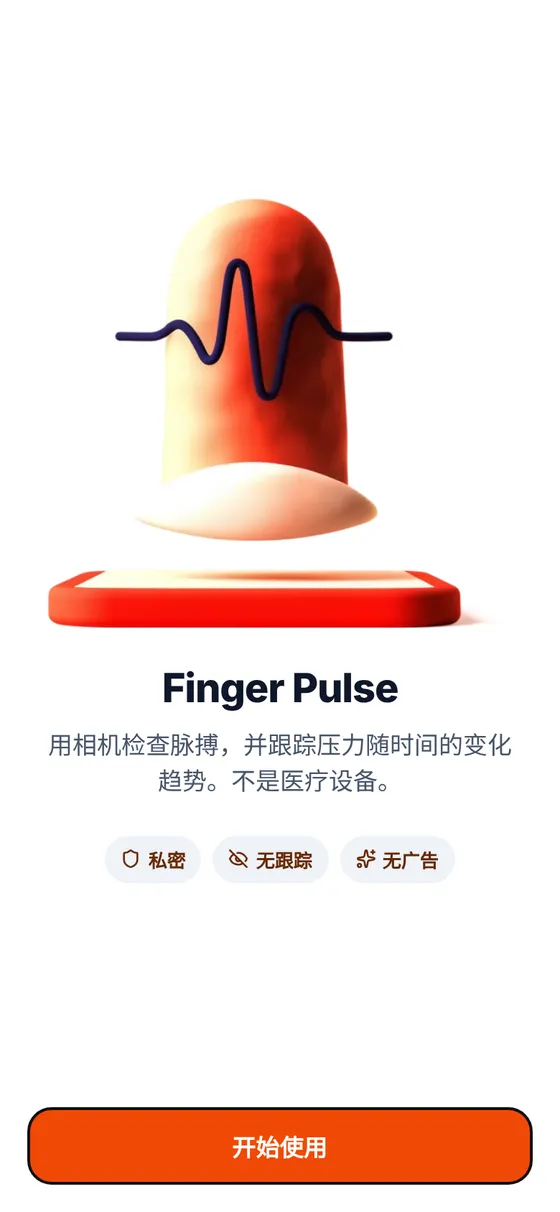 Finger Pulse
用相机检查脉搏，并跟踪压力随时间的变化
趋势。不是医疗设备。
私密
无跟踪
无广告
开始使用